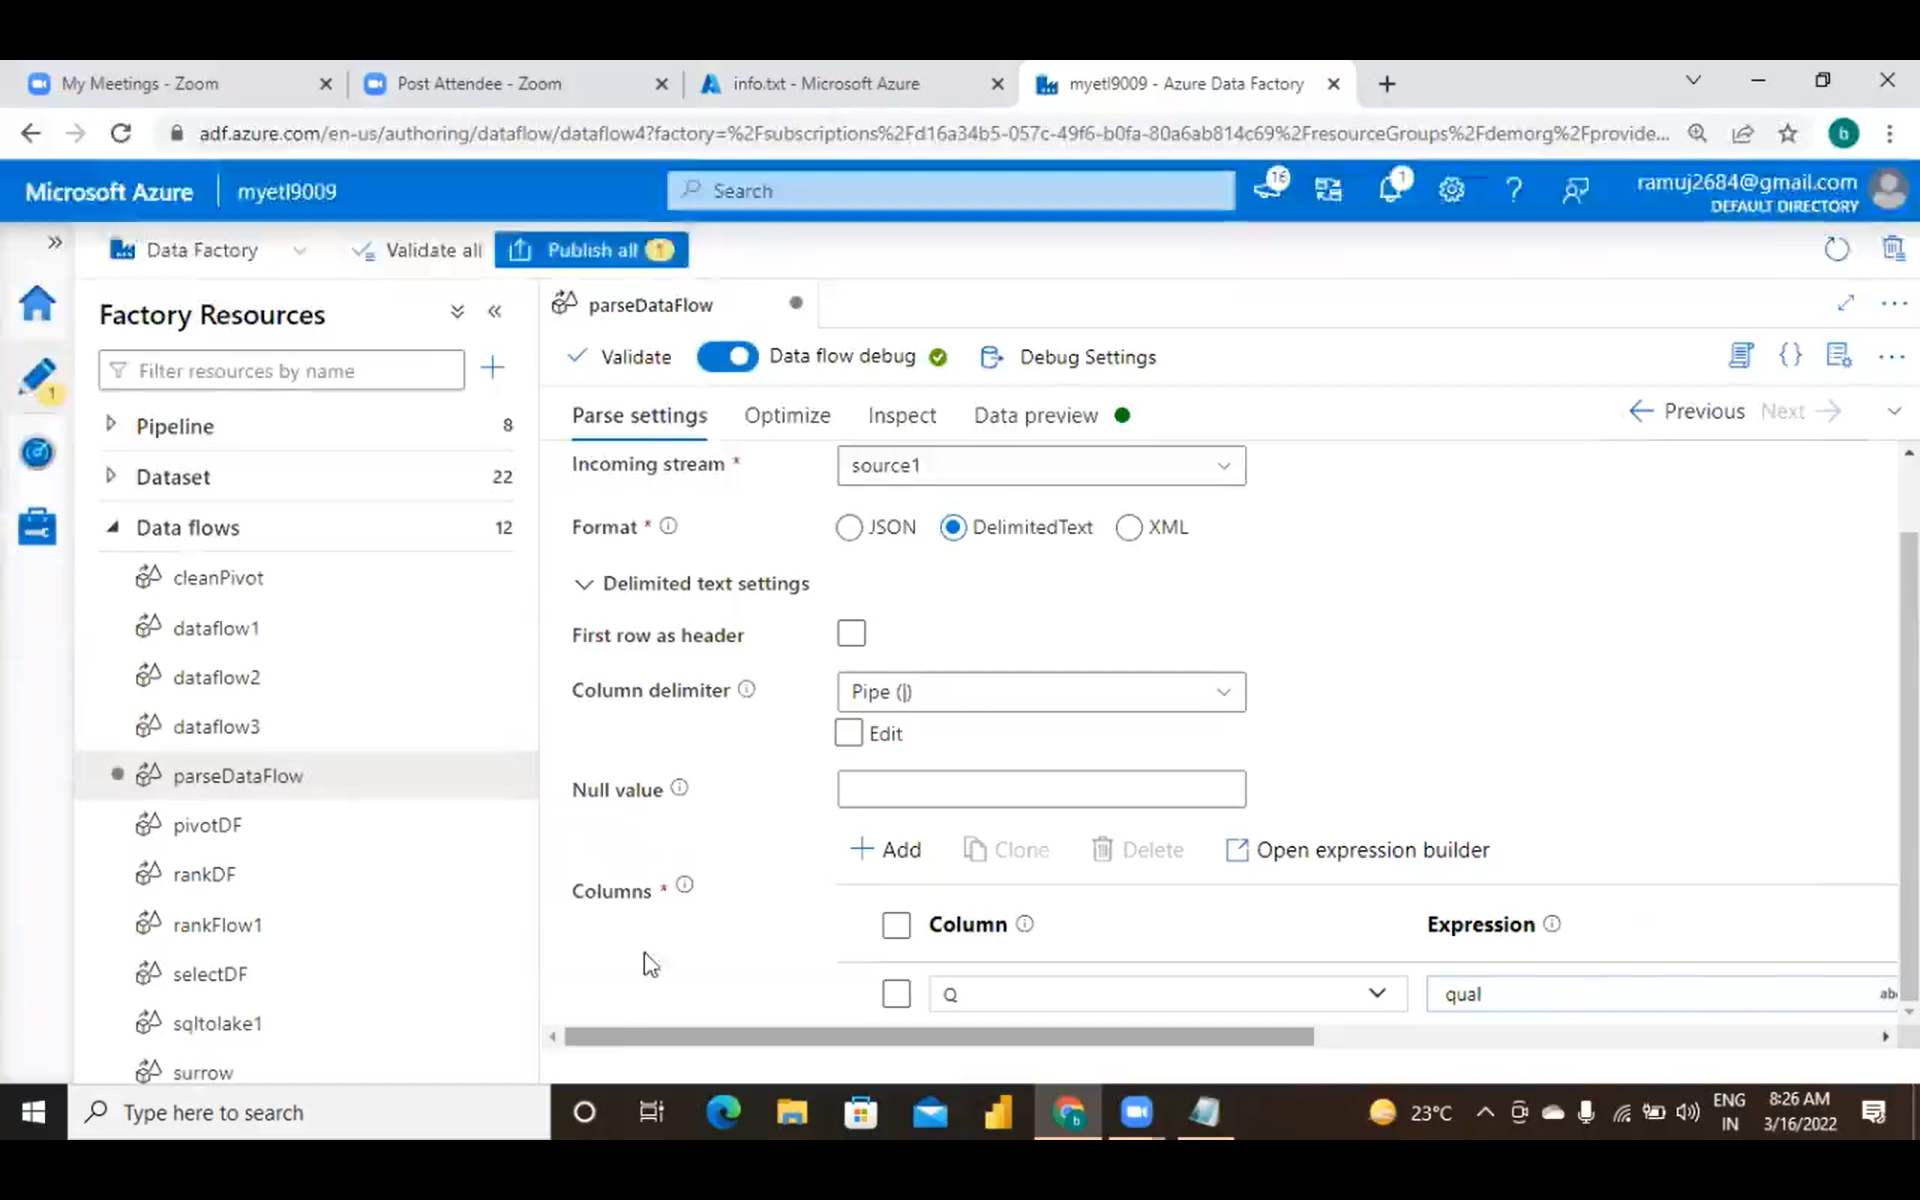 My Meetings - Zoom
Post Attendee - Zoom
info.txt - Microsoft Azure
myetl9009 - Azure Data Factory
adf.azure.com/en-us/authoring/dataflow/dataflow4?factory=%2Fsubscriptions%2Fd16a34b5-057c-49f6-b0fa-80a6ab814c69%2FresourceGroups%2Fdemorg%2Fprovide...
b
Microsoft Azure
myetl9009
Search
16
1
?
ramuj2684@gmail.com
DEFAULT DIRECTORY
Data Factory
Validate all
Publish all
1
Factory Resources
Filter resources by name
1
Pipeline 8
Dataset 22
Data flows 12
cleanPivot
dataflow1
dataflow2
dataflow3
parseDataFlow
pivotDF
rankDF
rankFlow1
selectDF
sqltolake1
surrow
parseDataFlow
Validate
Data flow debug
Debug Settings
Parse settings
Optimize
Inspect
Data preview
Previous
Next
Incoming stream *
source1
Format *
JSON
DelimitedText
XML
Delimited text settings
First row as header
Column delimiter
Pipe (|)
Edit
Null value
Add
Clone
Delete
Open expression builder
Columns *
Column
Expression
Q
qual
ab
Type here to search
23°C
ENG
IN
8:26 AM
3/16/2022